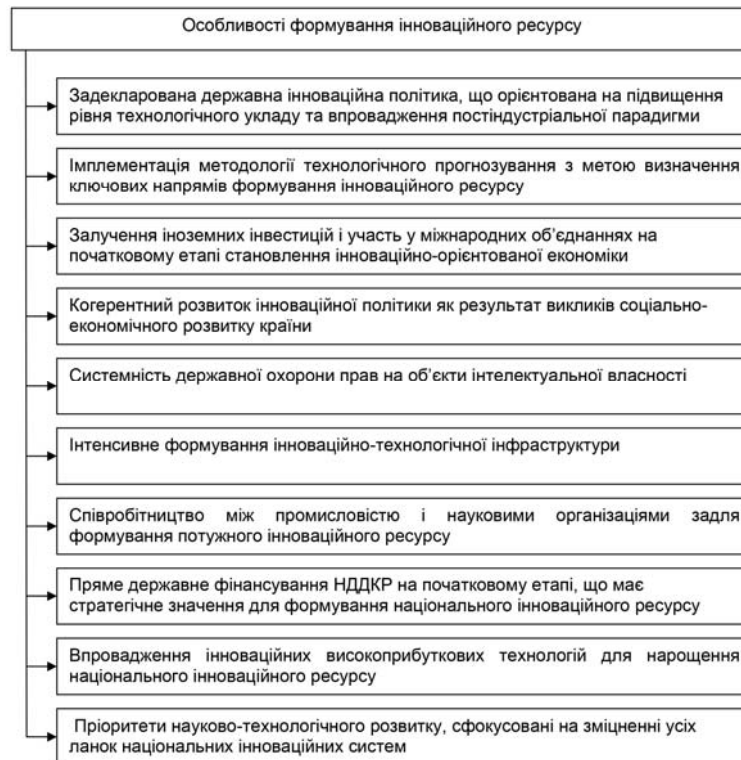 Особливості формування інноваційного ресурсу
Задекларована державна інноваційна політика, що орієнтована на підвищення
рівня технологічного укладу та впровадження постіндустріальної парадигми
Імплементація методології технологічного прогнозування з метою визначення
ключових напрямів формування інноваційного ресурсу
Залучення іноземних інвестицій і участь у міжнародних об’єднаннях на
початковому етапі становлення інноваційно-орієнтованої економіки
Когерентний розвиток інноваційної політики як результат викликів соціально-
економічного розвитку країни
Системність державної охорони прав на об’єкти інтелектуальної власності
Інтенсивне формування інноваційно-технологічної інфраструктури
Співробітництво між промисловістю і науковими організаціями задля
формування потужного інноваційного ресурсу
Пряме державне фінансування НДДКР на початковому етапі, що має
стратегічне значення для формування національного інноваційного ресурсу
Впровадження інноваційних високоприбуткових технологій для нарощення
національного інноваційного ресурсу
Пріоритети науково-технологічного розвитку, сфокусовані на зміцненні усіх
ланок національних інноваційних систем